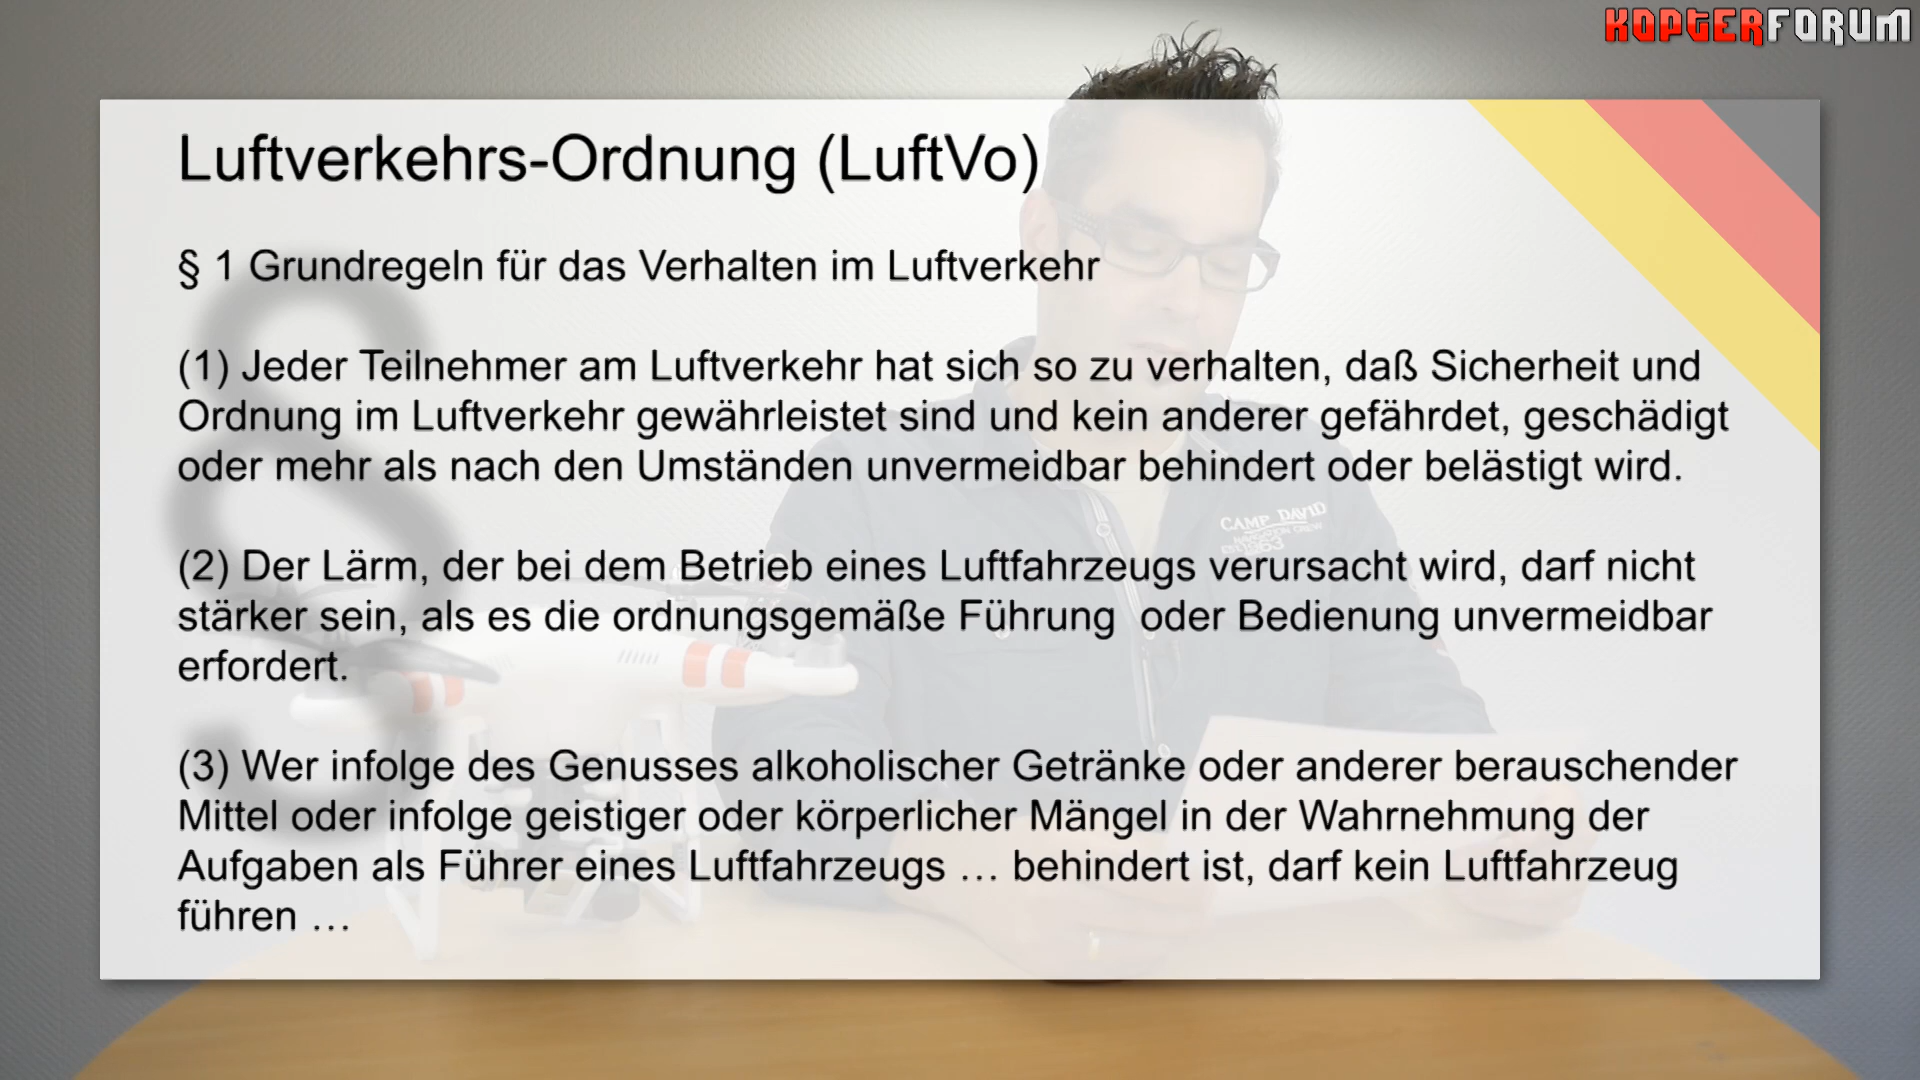 KOPTERFORUM
Luftverkehrs-Ordnung (LuftVo)
§ 1 Grundregeln für das Verhalten im Luftverkehr
(1) Jeder Teilnehmer am Luftverkehr hat sich so zu verhalten, daß Sicherheit und
Ordnung im Luftverkehr gewährleistet sind und kein anderer gefährdet, geschädigt
oder mehr als nach den Umständen unvermeidbar behindert oder belästigt wird.
CAMP DAVID
(2) Der Lärm, der bei dem Betrieb eines Luftfahrzeugs verursacht wird, darf nicht
stärker sein, als es die ordnungsgemäße Führung  oder Bedienung unvermeidbar
erfordert.
(3) Wer infolge des Genusses alkoholischer Getränke oder anderer berauschender
Mittel oder infolge geistiger oder körperlicher Mängel in der Wahrnehmung der
Aufgaben als Führer eines Luftfahrzeugs … behindert ist, darf kein Luftfahrzeug
führen …